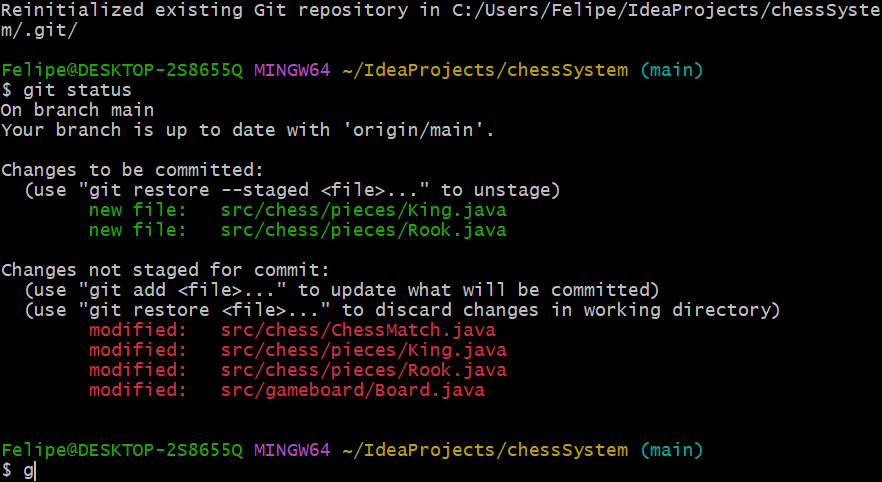 Reinitialized existing Git repository in C:/Users/Felipe/IdeaProjects/chessSyste
m/.git/
Felipe@DESKTOP-2S8655Q MINGW64 ~/IdeaProjects/chessSystem (main)
$ git status
On branch main
Your branch is up to date with 'origin/main'.
Changes to be committed:
  (use "git restore --staged <file>..." to unstage)
        new file:   src/chess/pieces/King.java
        new file:   src/chess/pieces/Rook.java
Changes not staged for commit:
  (use "git add <file>..." to update what will be committed)
  (use "git restore <file>..." to discard changes in working directory)
        modified:   src/chess/ChessMatch.java
        modified:   src/chess/pieces/King.java
        modified:   src/chess/pieces/Rook.java
        modified:   src/gameboard/Board.java
Felipe@DESKTOP-2S8655Q MINGW64 ~/IdeaProjects/chessSystem (main)
$ g